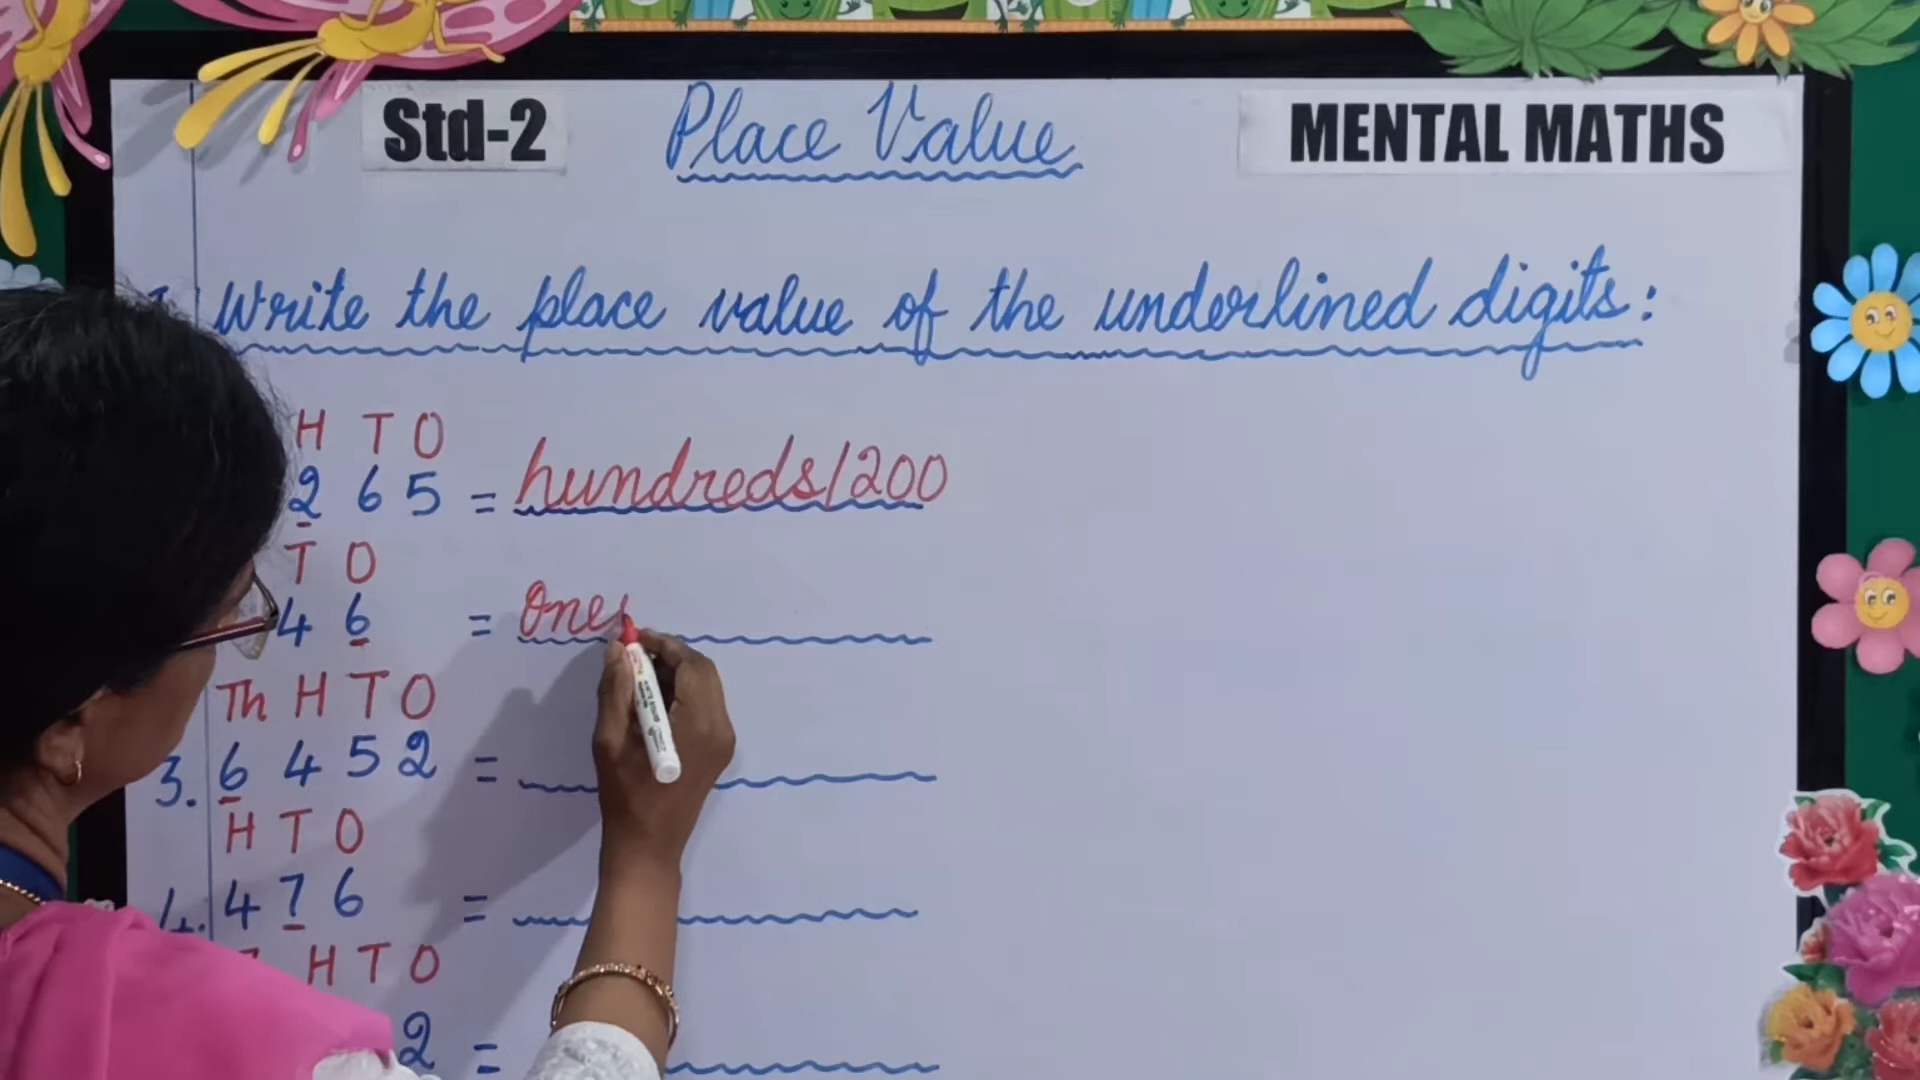 Std-2 Place Value MENTAL MATHS
Write the place value of the underlined digits:
H T O
2 6 5 = hundreds/200
T O
4 6 = Ones
Th H T O
3. 6 4 5 2 =
H T O
4. 4 7 6 =
H T O
2 =